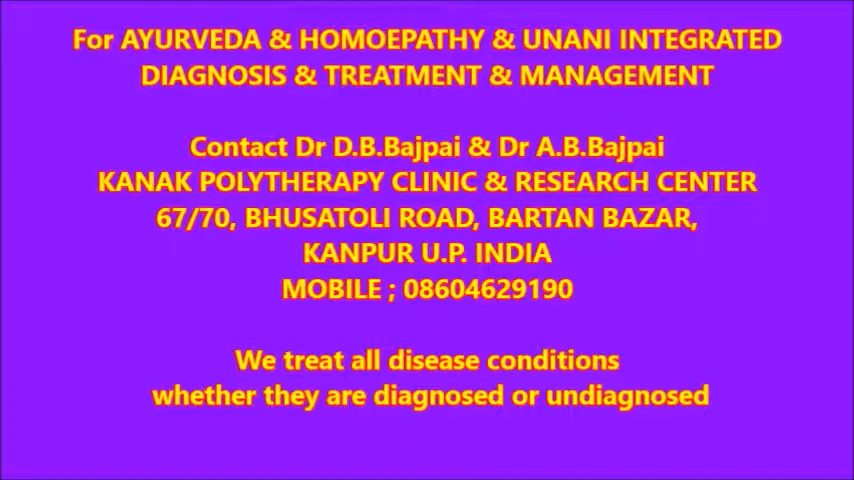 For AYURVEDA & HOMOEPATHY & UNANI INTEGRATED
DIAGNOSIS & TREATMENT & MANAGEMENT
Contact Dr D.B.Bajpai & Dr A.B.Bajpai
KANAK POLYTHERAPY CLINIC & RESEARCH CENTER
67/70, BHUSATOLI ROAD, BARTAN BAZAR,
KANPUR U.P. INDIA
MOBILE ; 08604629190
We treat all disease conditions
whether they are diagnosed or undiagnosed